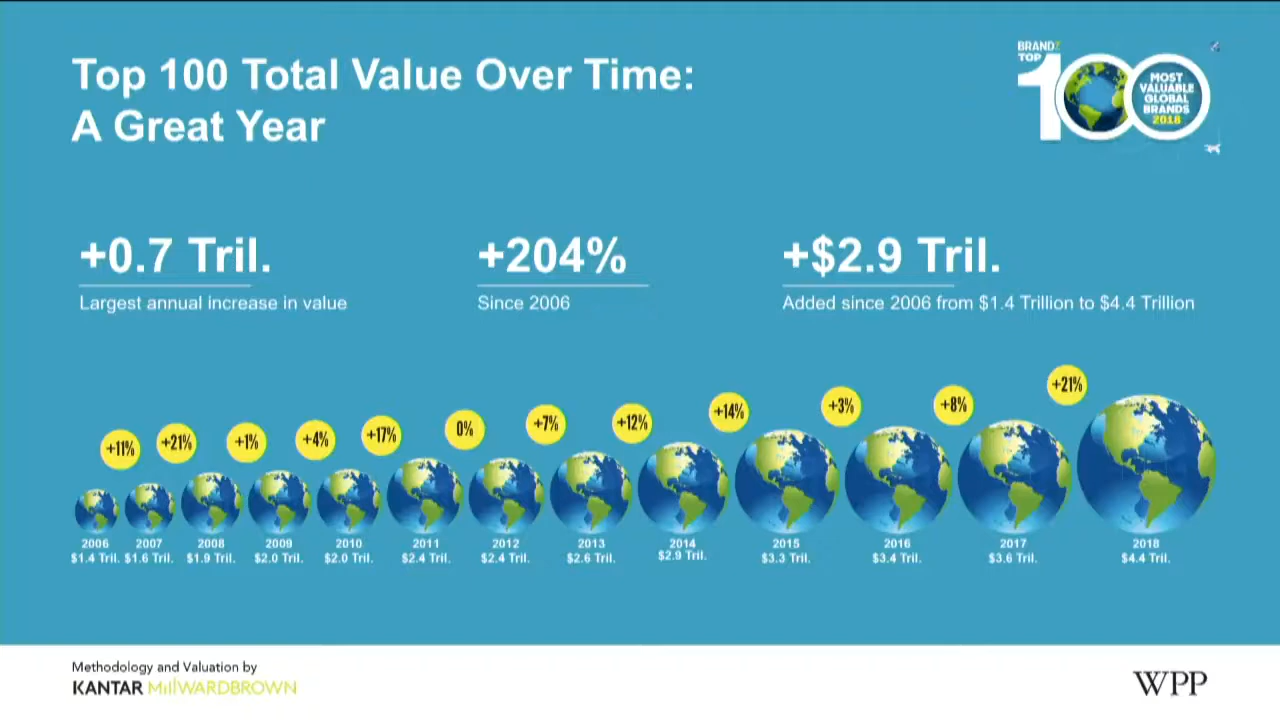 Top 100 Total Value Over Time:
A Great Year
BRANDZ
TOP
100
MOST
VALUABLE
GLOBAL
BRANDS
2018
+0.7 Tril.
Largest annual increase in value
+204%
Since 2006
+$2.9 Tril.
Added since 2006 from $1.4 Trillion to $4.4 Trillion
+11% +21% +1% +4% +17% 0% +7% +12% +14% +3% +8% +21%
2006 2007 2008 2009 2010 2011 2012 2013 2014 2015 2016 2017 2018
$1.4 Tril. $1.6 Tril. $1.9 Tril. $2.0 Tril. $2.0 Tril. $2.4 Tril. $2.4 Tril. $2.6 Tril. $2.9 Tril. $3.3 Tril. $3.4 Tril. $3.6 Tril. $4.4 Tril.
Methodology and Valuation by
KANTAR MillWARDBROWN
WPP